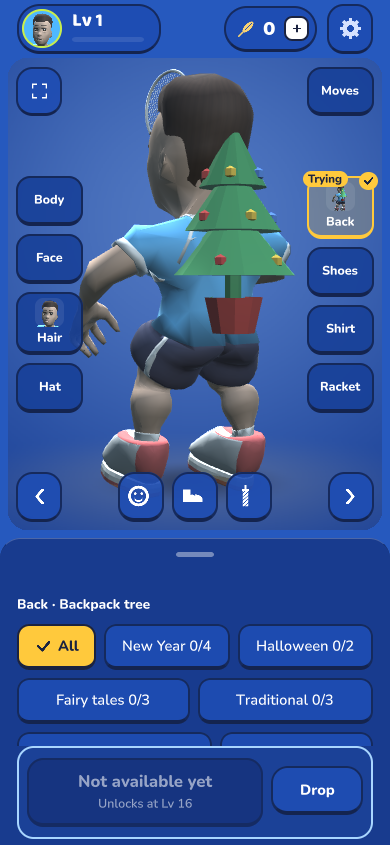 Lv 1
0
+
Moves
Trying
Body
Back
Face
Shoes
Hair
Shirt
Hat
Racket
Back · Backpack tree
All
New Year 0/4
Halloween 0/2
Fairy tales 0/3
Traditional 0/3
Not available yet
Unlocks at Lv 16
Drop